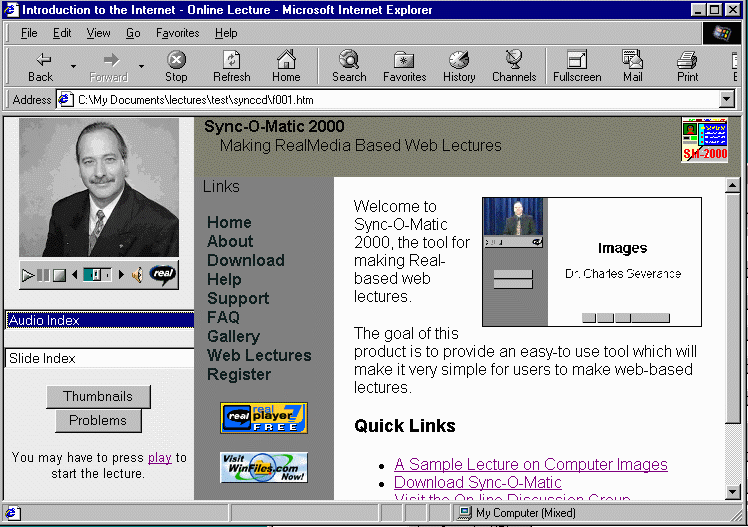 Introduction to the Internet - Online Lecture - Microsoft Internet Explorer
File Edit View Go Favorites Help
Back Forward Stop Refresh Home Search Favorites History Channels Fullscreen Mail Print
Address C:\My Documents\lectures\test\synccd\f001.htm
Sync-O-Matic 2000
Making RealMedia Based Web Lectures
SM-2000
real
Audio Index
Slide Index
Thumbnails
Problems
You may have to press play to
start the lecture.
Links
Home
About
Download
Help
Support
FAQ
Gallery
Web Lectures
Register
real
real
player 7
FREE
Visit
WinFiles.com
Now!
Welcome to
Sync-O-Matic
2000, the tool for
making Real-
based web
lectures.
Images
Dr. Charles Severance
The goal of this
product is to provide an easy-to use tool which will
make it very simple for users to make web-based
lectures.
Quick Links
A Sample Lecture on Computer Images
Download Sync-O-Matic
Visit the On-line Discussion Group
My Computer (Mixed)